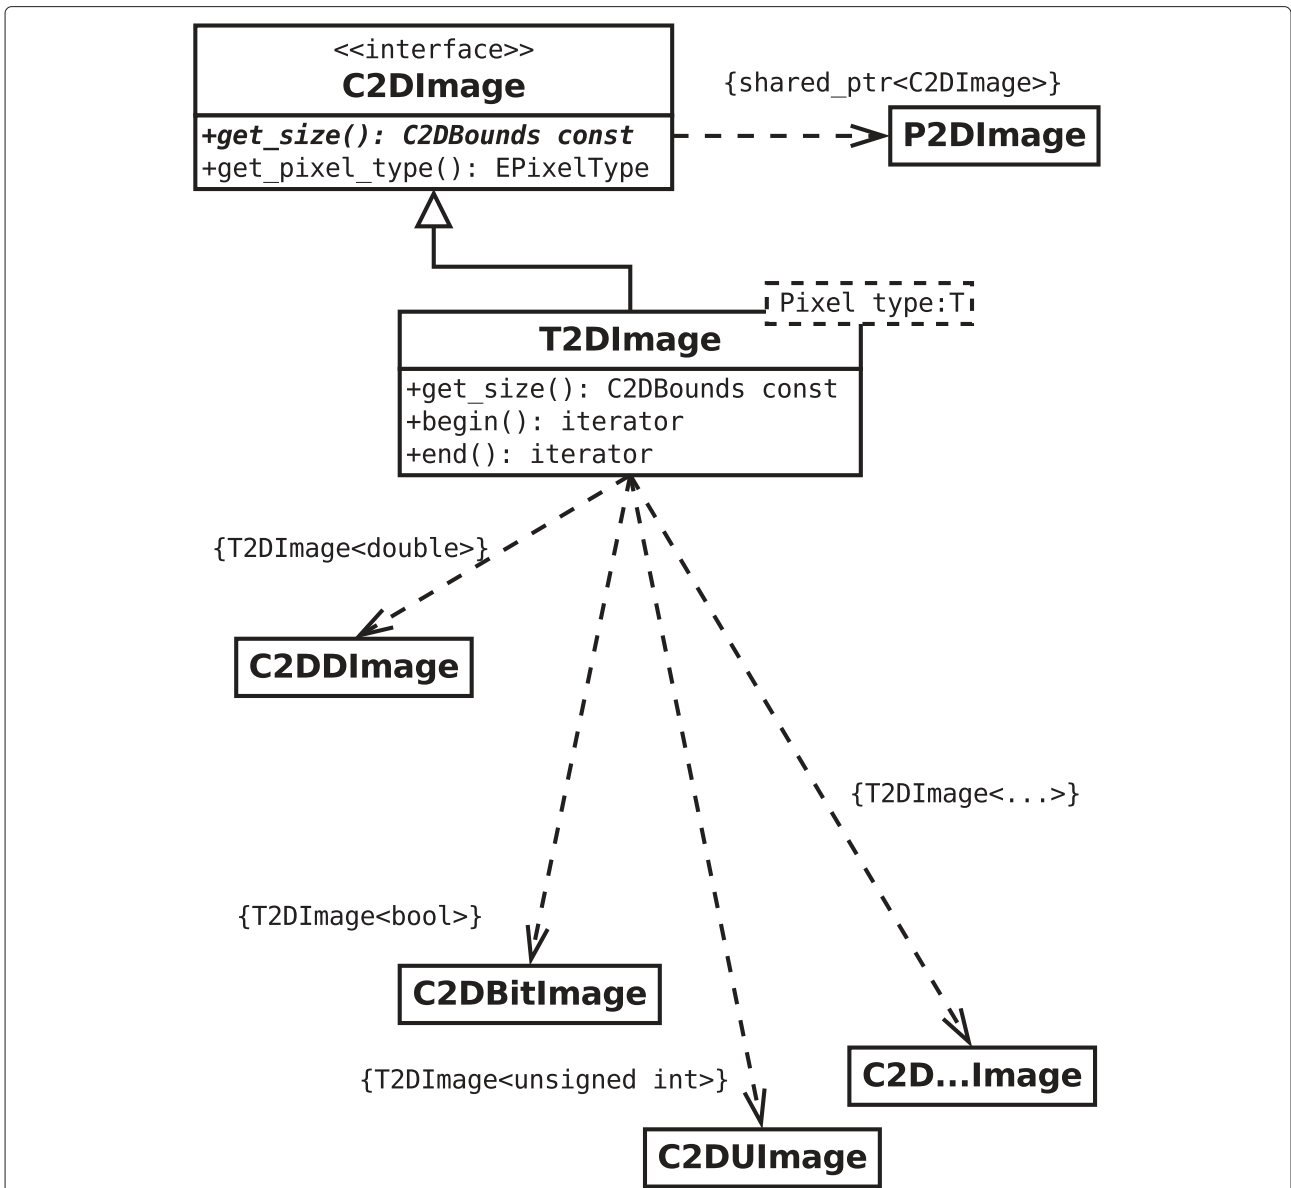 <<interface>>
C2DImage
+get_size(): C2DBounds const
+get_pixel_type(): EPixelType
{shared_ptr<C2DImage>}
P2DImage
Pixel type:T
T2DImage
+get_size(): C2DBounds const
+begin(): iterator
+end(): iterator
{T2DImage<double>}
C2DDImage
{T2DImage<...>}
{T2DImage<bool>}
C2DBitImage
{T2DImage<unsigned int>}
C2D...Image
C2DUImage